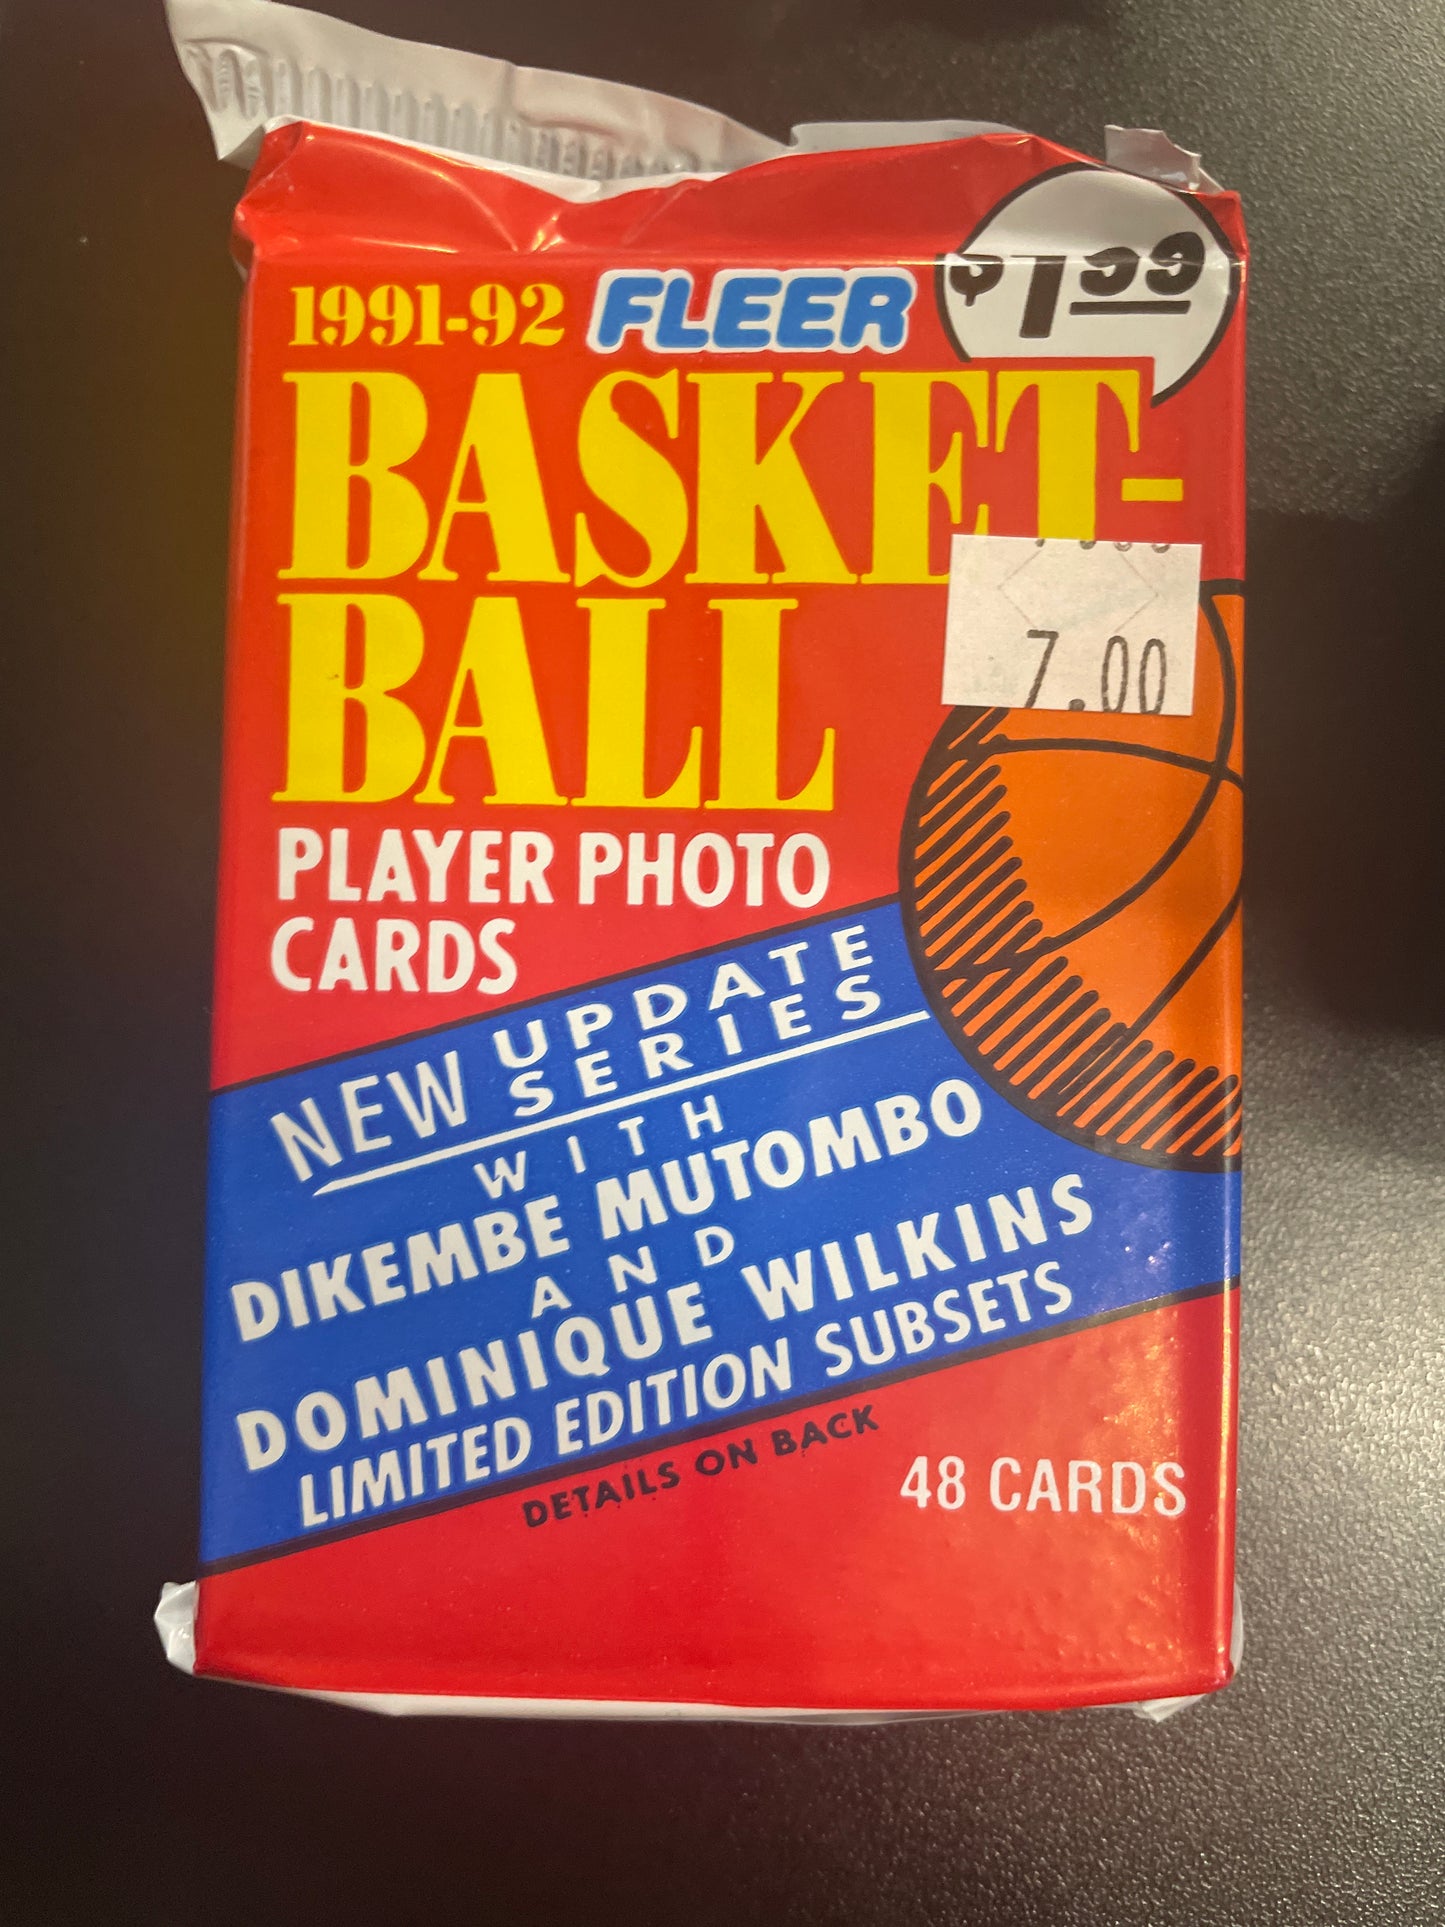 1991-92 FLEER
$1.99
BASKET-
BALL
7.00
PLAYER PHOTO
CARDS
NEW UPDATE
SERIES
WITH
DIKEMBE MUTOMBO
AND
DOMINIQUE WILKINS
LIMITED EDITION SUBSETS
DETAILS ON BACK
48 CARDS